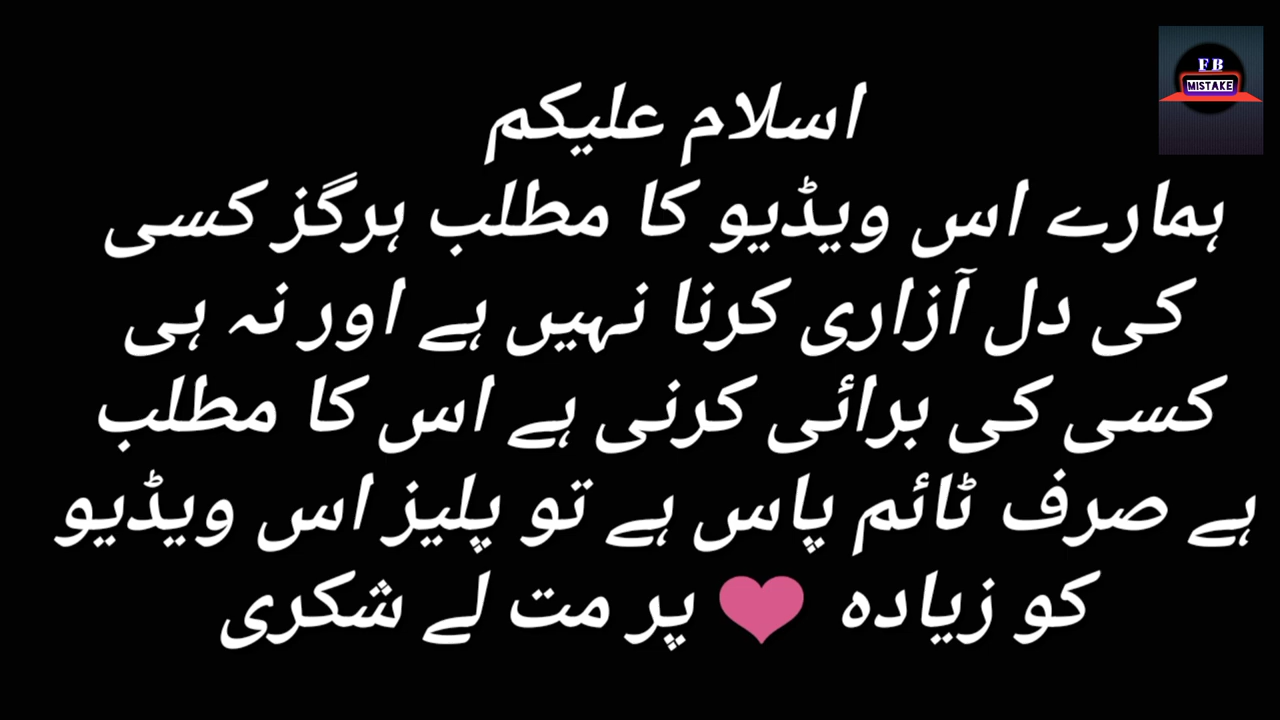 FB
MISTAKE
اسلام علیکم
ہمارے اس ویڈیو کا مطلب ہرگز کسی
کی دل آزاری کرنا نہیں ہے اور نہ ہی
کسی کی برائی کرنی ہے اس کا مطلب
ہے صرف ٹائم پاس ہے تو پلیز اس ویڈیو
کو زیادہ ❤ پر مت لے شکری